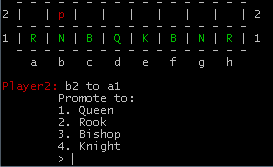 2 | | p | | | | | | | 2
1 | R | N | B | Q | K | B | N | R | 1
a b c d e f g h
Player2: b2 to a1
Promote to:
1. Queen
2. Rook
3. Bishop
4. Knight
> |